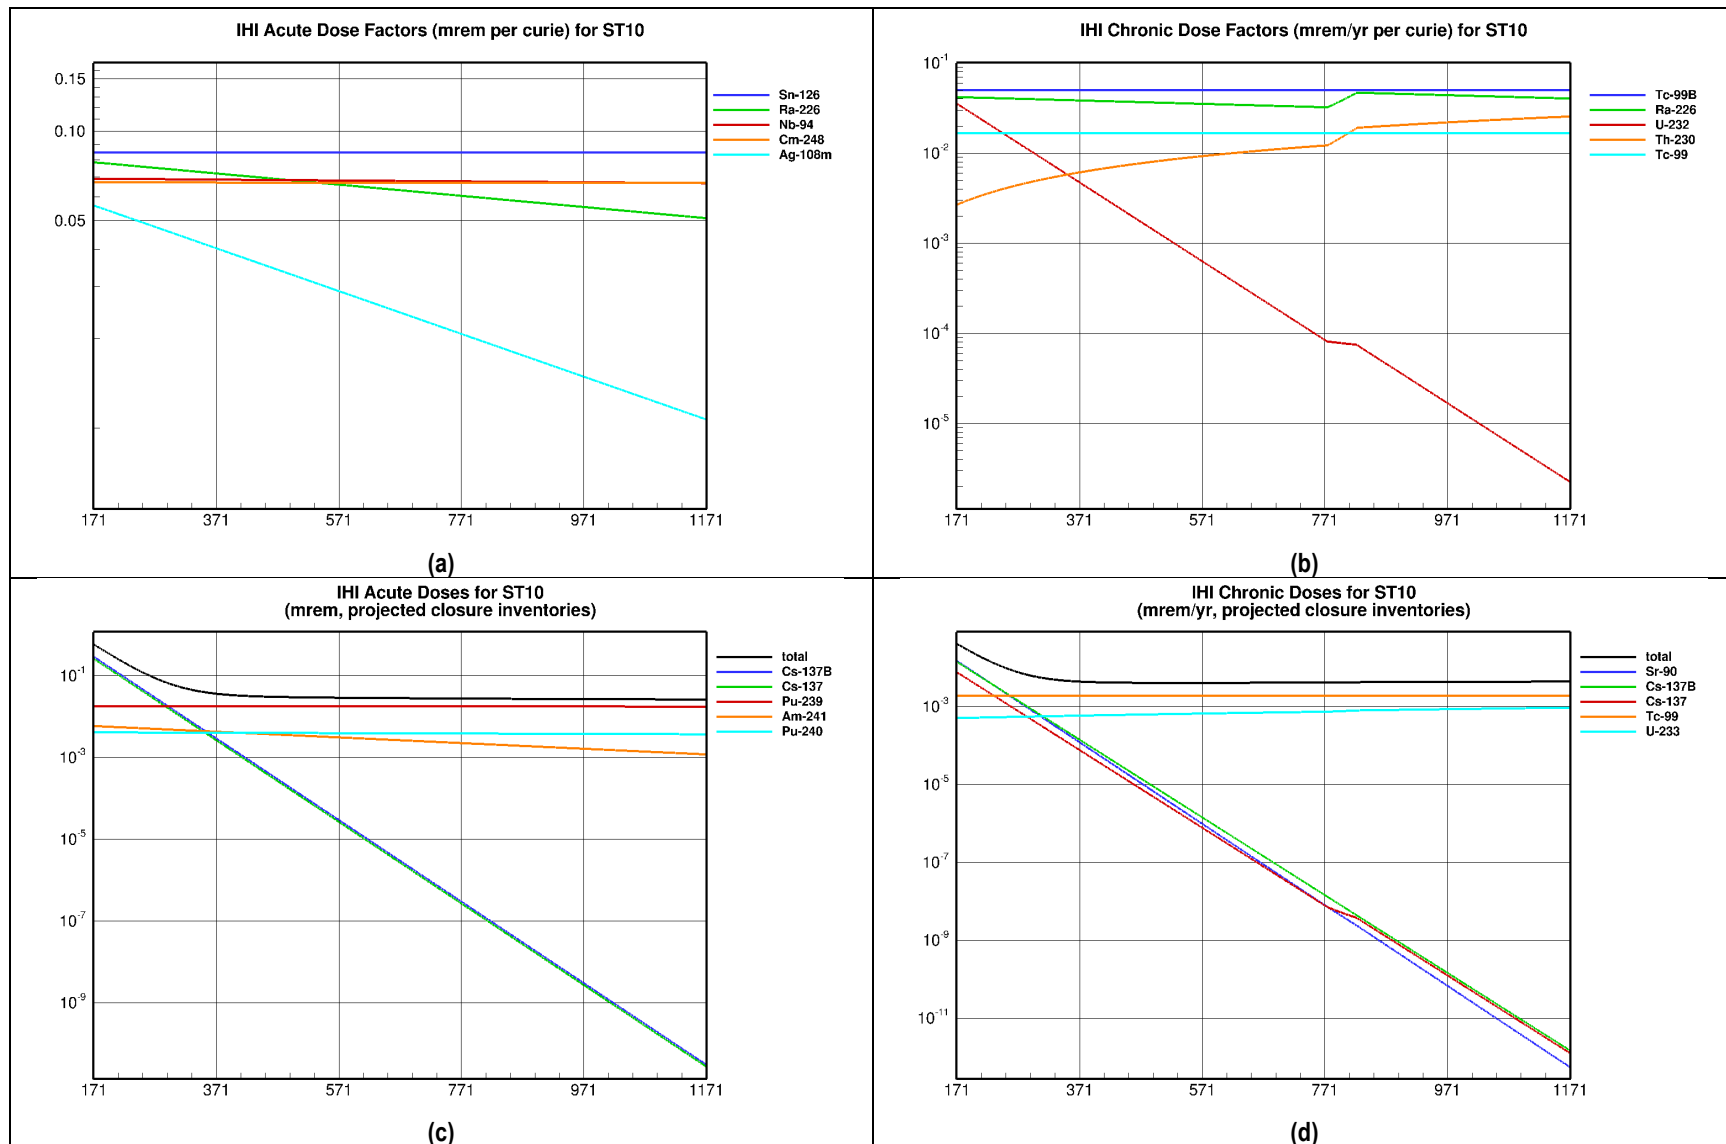 IHI Acute Dose Factors (mrem per curie) for ST10
0.15
0.10
0.05
171 371 571 771 971 1171
Sn-126
Ra-226
Nb-94
Cm-248
Ag-108m
(a)
IHI Chronic Dose Factors (mrem/yr per curie) for ST10
10-1
10-2
10-3
10-4
10-5
171 371 571 771 971 1171
Tc-99B
Ra-226
U-232
Th-230
Tc-99
(b)
IHI Acute Doses for ST10
(mrem, projected closure inventories)
10-1
10-3
10-5
10-7
10-9
171 371 571 771 971 1171
total
Cs-137B
Cs-137
Pu-239
Am-241
Pu-240
(c)
IHI Chronic Doses for ST10
(mrem/yr, projected closure inventories)
10-3
10-5
10-7
10-9
10-11
171 371 571 771 971 1171
total
Sr-90
Cs-137B
Cs-137
Tc-99
U-233
(d)